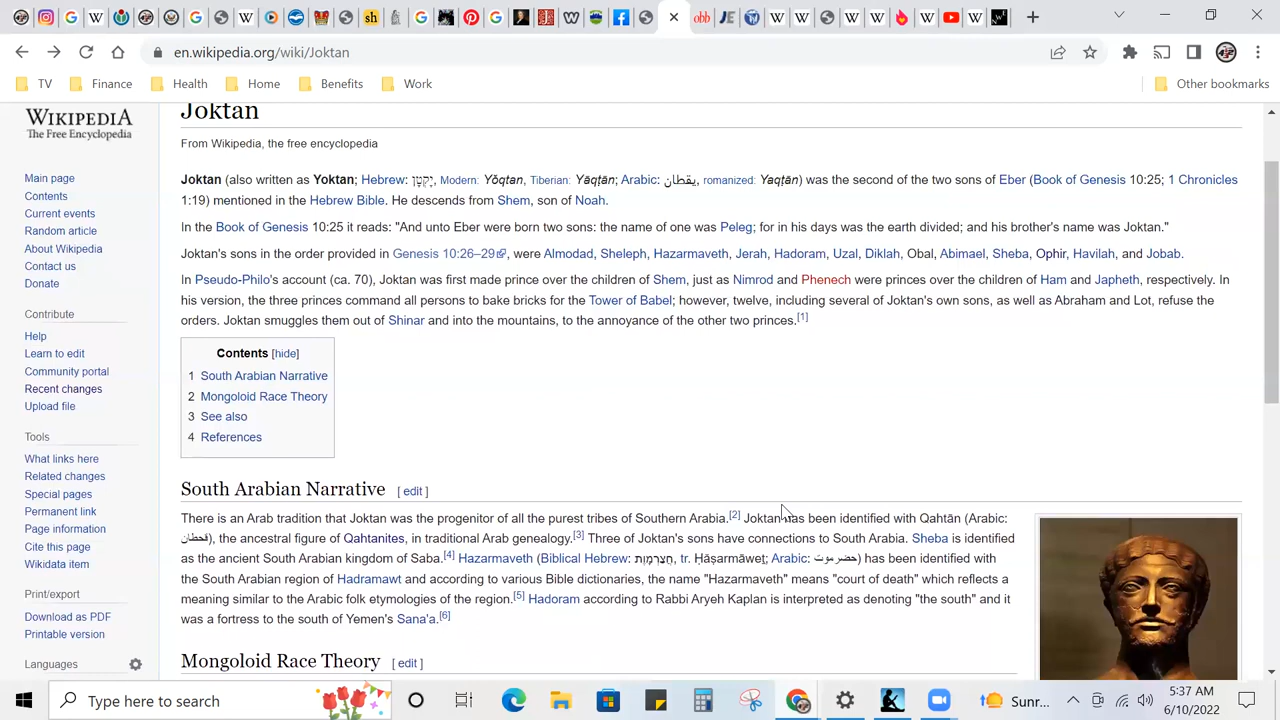 en.wikipedia.org/wiki/Joktan
TV Finance Health Home Benefits Work Other bookmarks
WIKIPEDIA
The Free Encyclopedia
Main page
Contents
Current events
Random article
About Wikipedia
Contact us
Donate
Contribute
Help
Learn to edit
Community portal
Recent changes
Upload file
Tools
What links here
Related changes
Special pages
Permanent link
Page information
Cite this page
Wikidata item
Print/export
Download as PDF
Printable version
Languages
Joktan
From Wikipedia, the free encyclopedia
Joktan (also written as Yoktan; Hebrew: יָקְטָן, Modern: Yŏqtan, Tiberian: Yāqṭān; Arabic: يقطان, romanized: Yaqṭān) was the second of the two sons of Eber (Book of Genesis 10:25; 1 Chronicles
1:19) mentioned in the Hebrew Bible. He descends from Shem, son of Noah.
In the Book of Genesis 10:25 it reads: "And unto Eber were born two sons: the name of one was Peleg; for in his days was the earth divided; and his brother's name was Joktan."
Joktan's sons in the order provided in Genesis 10:26–29, were Almodad, Sheleph, Hazarmaveth, Jerah, Hadoram, Uzal, Diklah, Obal, Abimael, Sheba, Ophir, Havilah, and Jobab.
In Pseudo-Philo's account (ca. 70), Joktan was first made prince over the children of Shem, just as Nimrod and Phenech were princes over the children of Ham and Japheth, respectively. In
his version, the three princes command all persons to bake bricks for the Tower of Babel; however, twelve, including several of Joktan's own sons, as well as Abraham and Lot, refuse the
orders. Joktan smuggles them out of Shinar and into the mountains, to the annoyance of the other two princes.[1]
Contents [hide]
1 South Arabian Narrative
2 Mongoloid Race Theory
3 See also
4 References
South Arabian Narrative [ edit ]
There is an Arab tradition that Joktan was the progenitor of all the purest tribes of Southern Arabia.[2] Joktan has been identified with Qahtān (Arabic:
قحطان), the ancestral figure of Qahtanites, in traditional Arab genealogy.[3] Three of Joktan's sons have connections to South Arabia. Sheba is identified
as the ancient South Arabian kingdom of Saba.[4] Hazarmaveth (Biblical Hebrew: חֲצַרְמָוֶת, tr. Ḥăṣarmāweṯ; Arabic: حضرموت) has been identified with
the South Arabian region of Hadramawt and according to various Bible dictionaries, the name "Hazarmaveth" means "court of death" which reflects a
meaning similar to the Arabic folk etymologies of the region.[5] Hadoram according to Rabbi Aryeh Kaplan is interpreted as denoting "the south" and it
was a fortress to the south of Yemen's Sana'a.[6]
Mongoloid Race Theory [ edit ]
Type here to search
Sunr...
5:37 AM
6/10/2022